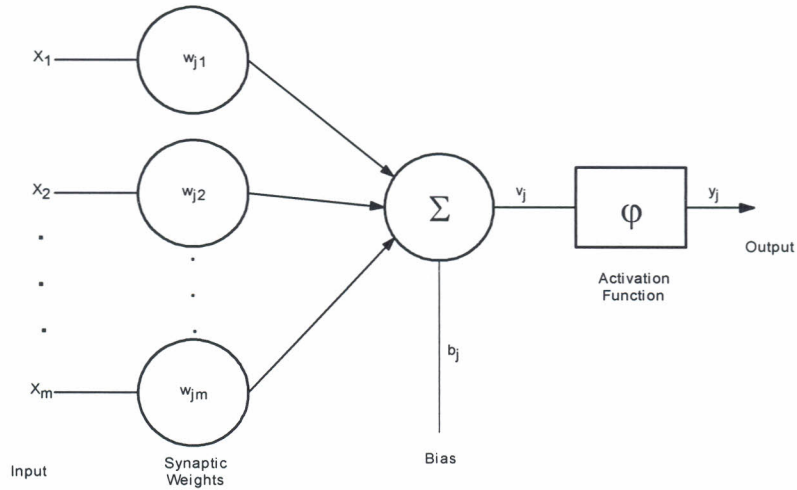 X1
wj1
X2
wj2
Σ
vj
φ
yj
Output
Activation
Function
bj
Xm
wjm
Input
Synaptic
Weights
Bias